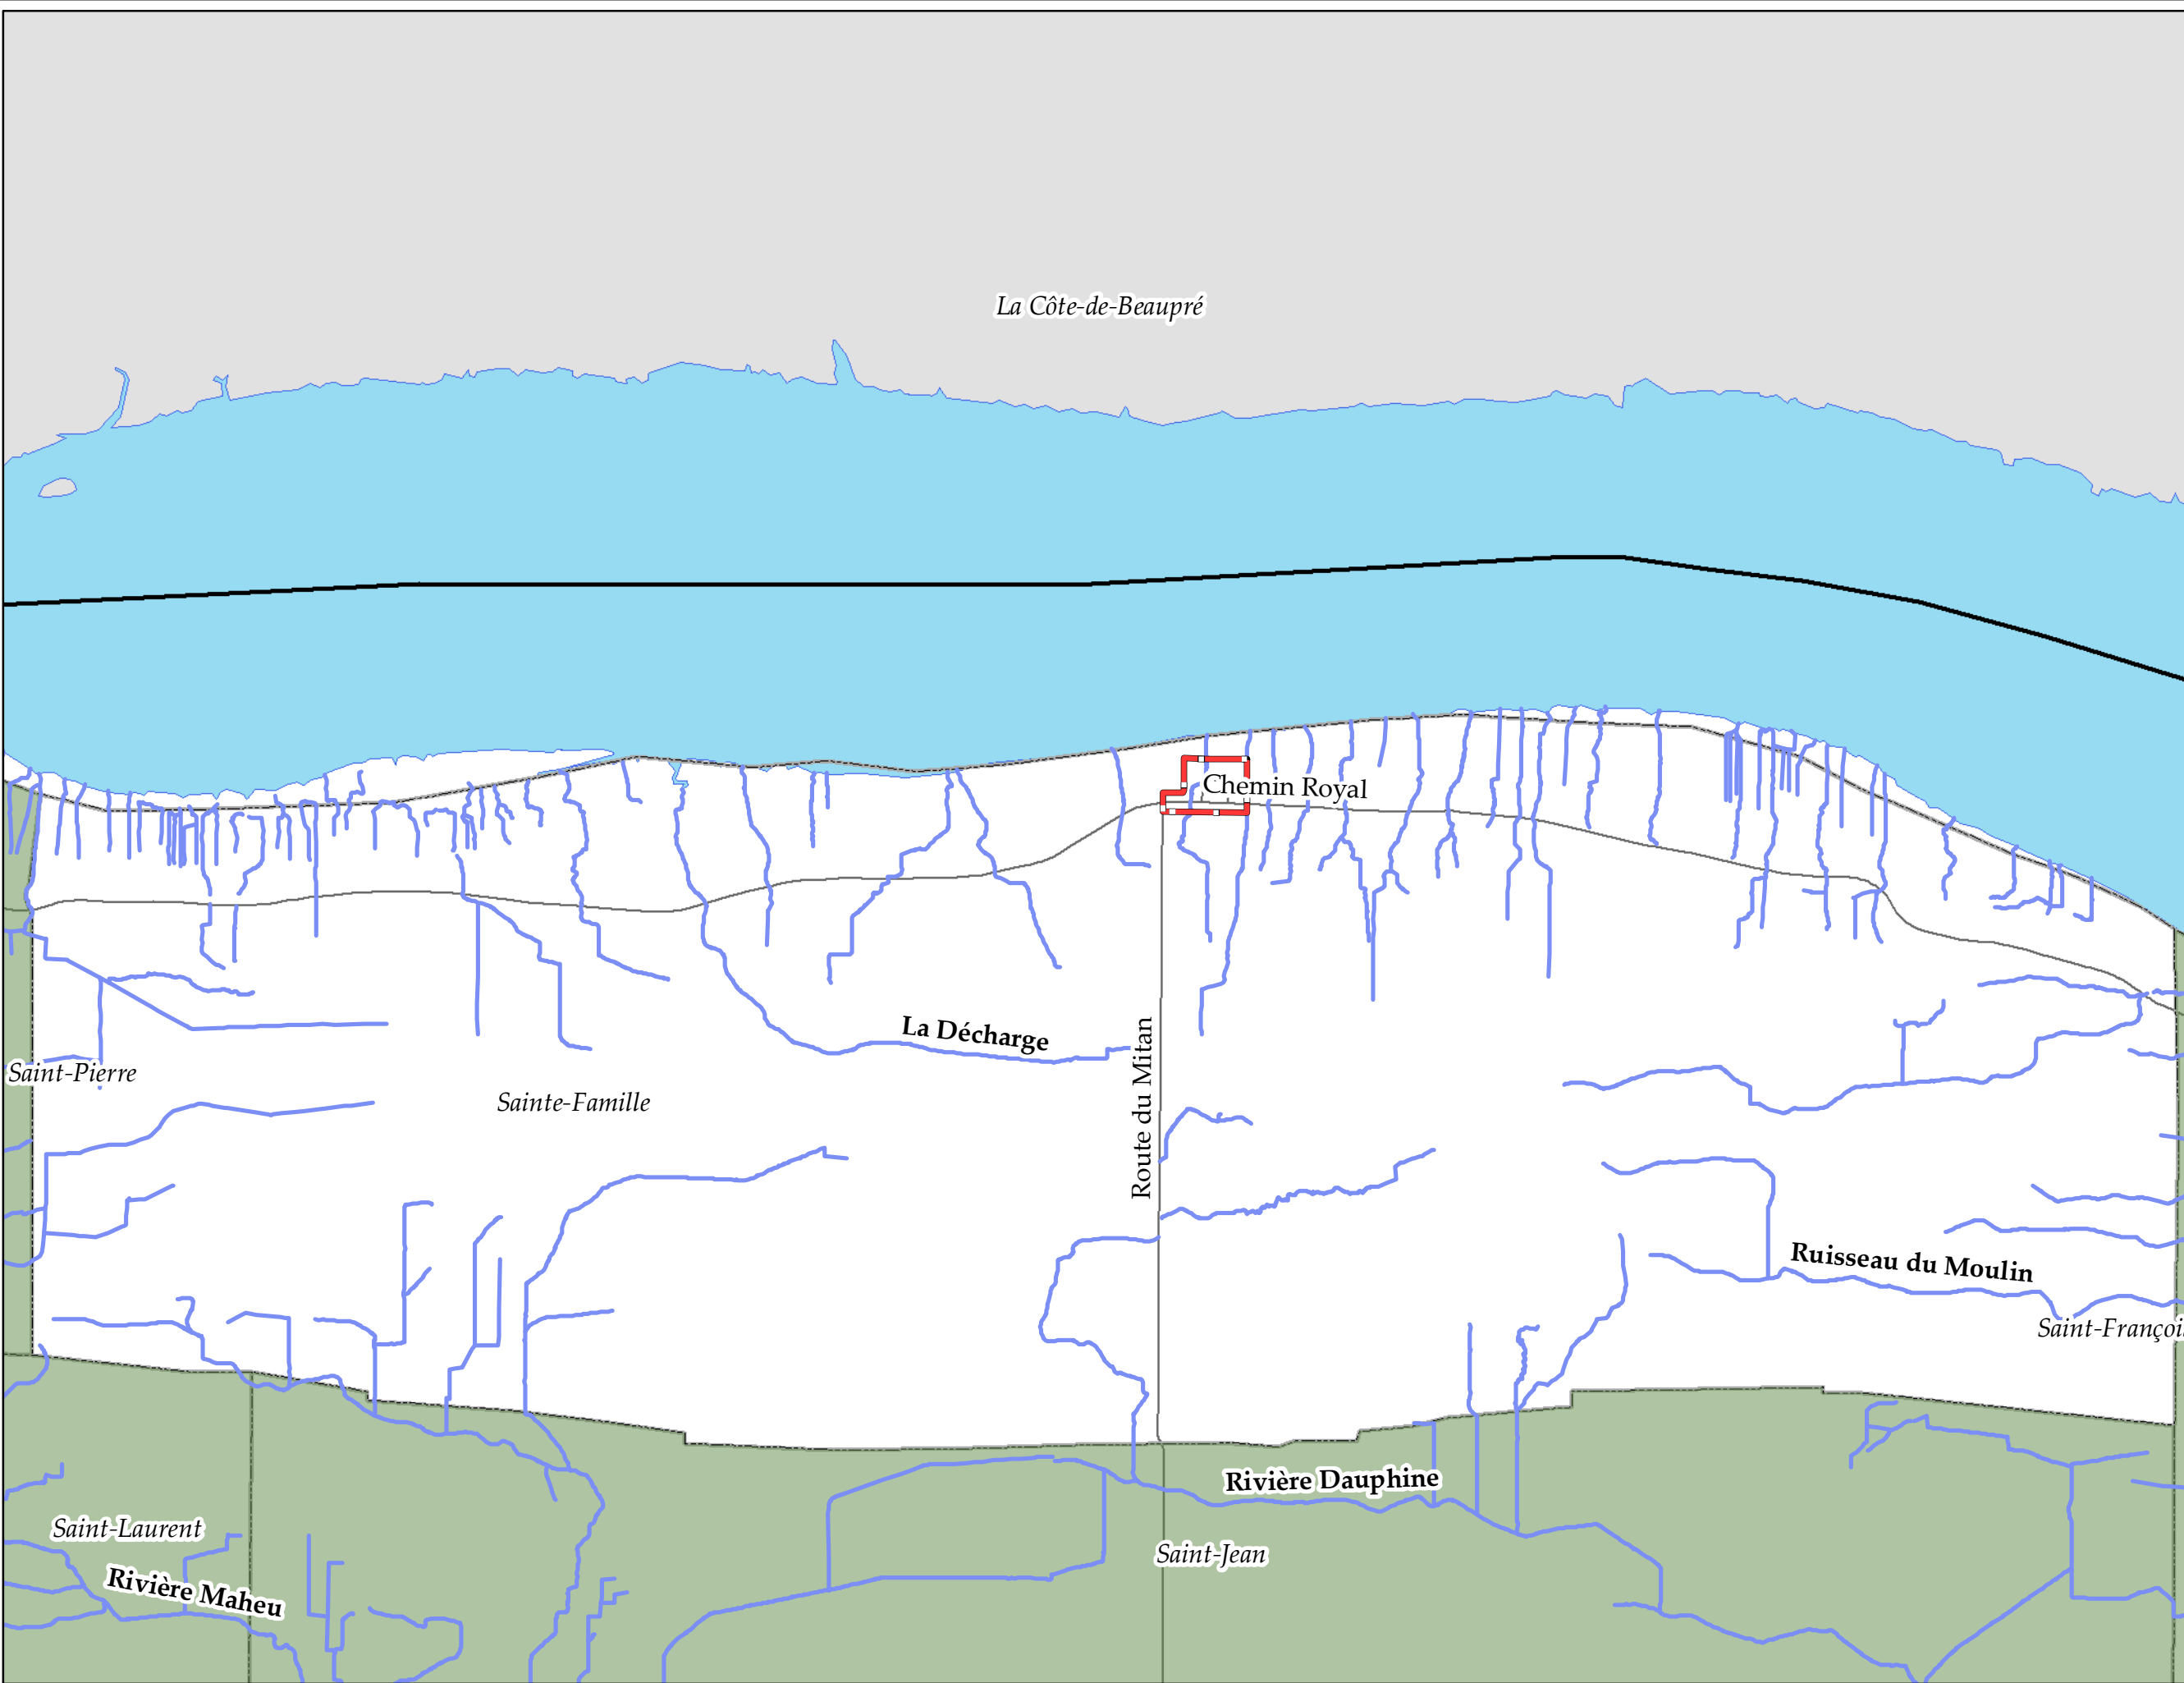 La Côte-de-Beaupré
Chemin Royal
La Décharge
Route du Mitan
Saint-Pierre
Sainte-Famille
Ruisseau du Moulin
Saint-Françoi
Rivière Dauphine
Saint-Laurent
Saint-Jean
Rivière Maheu